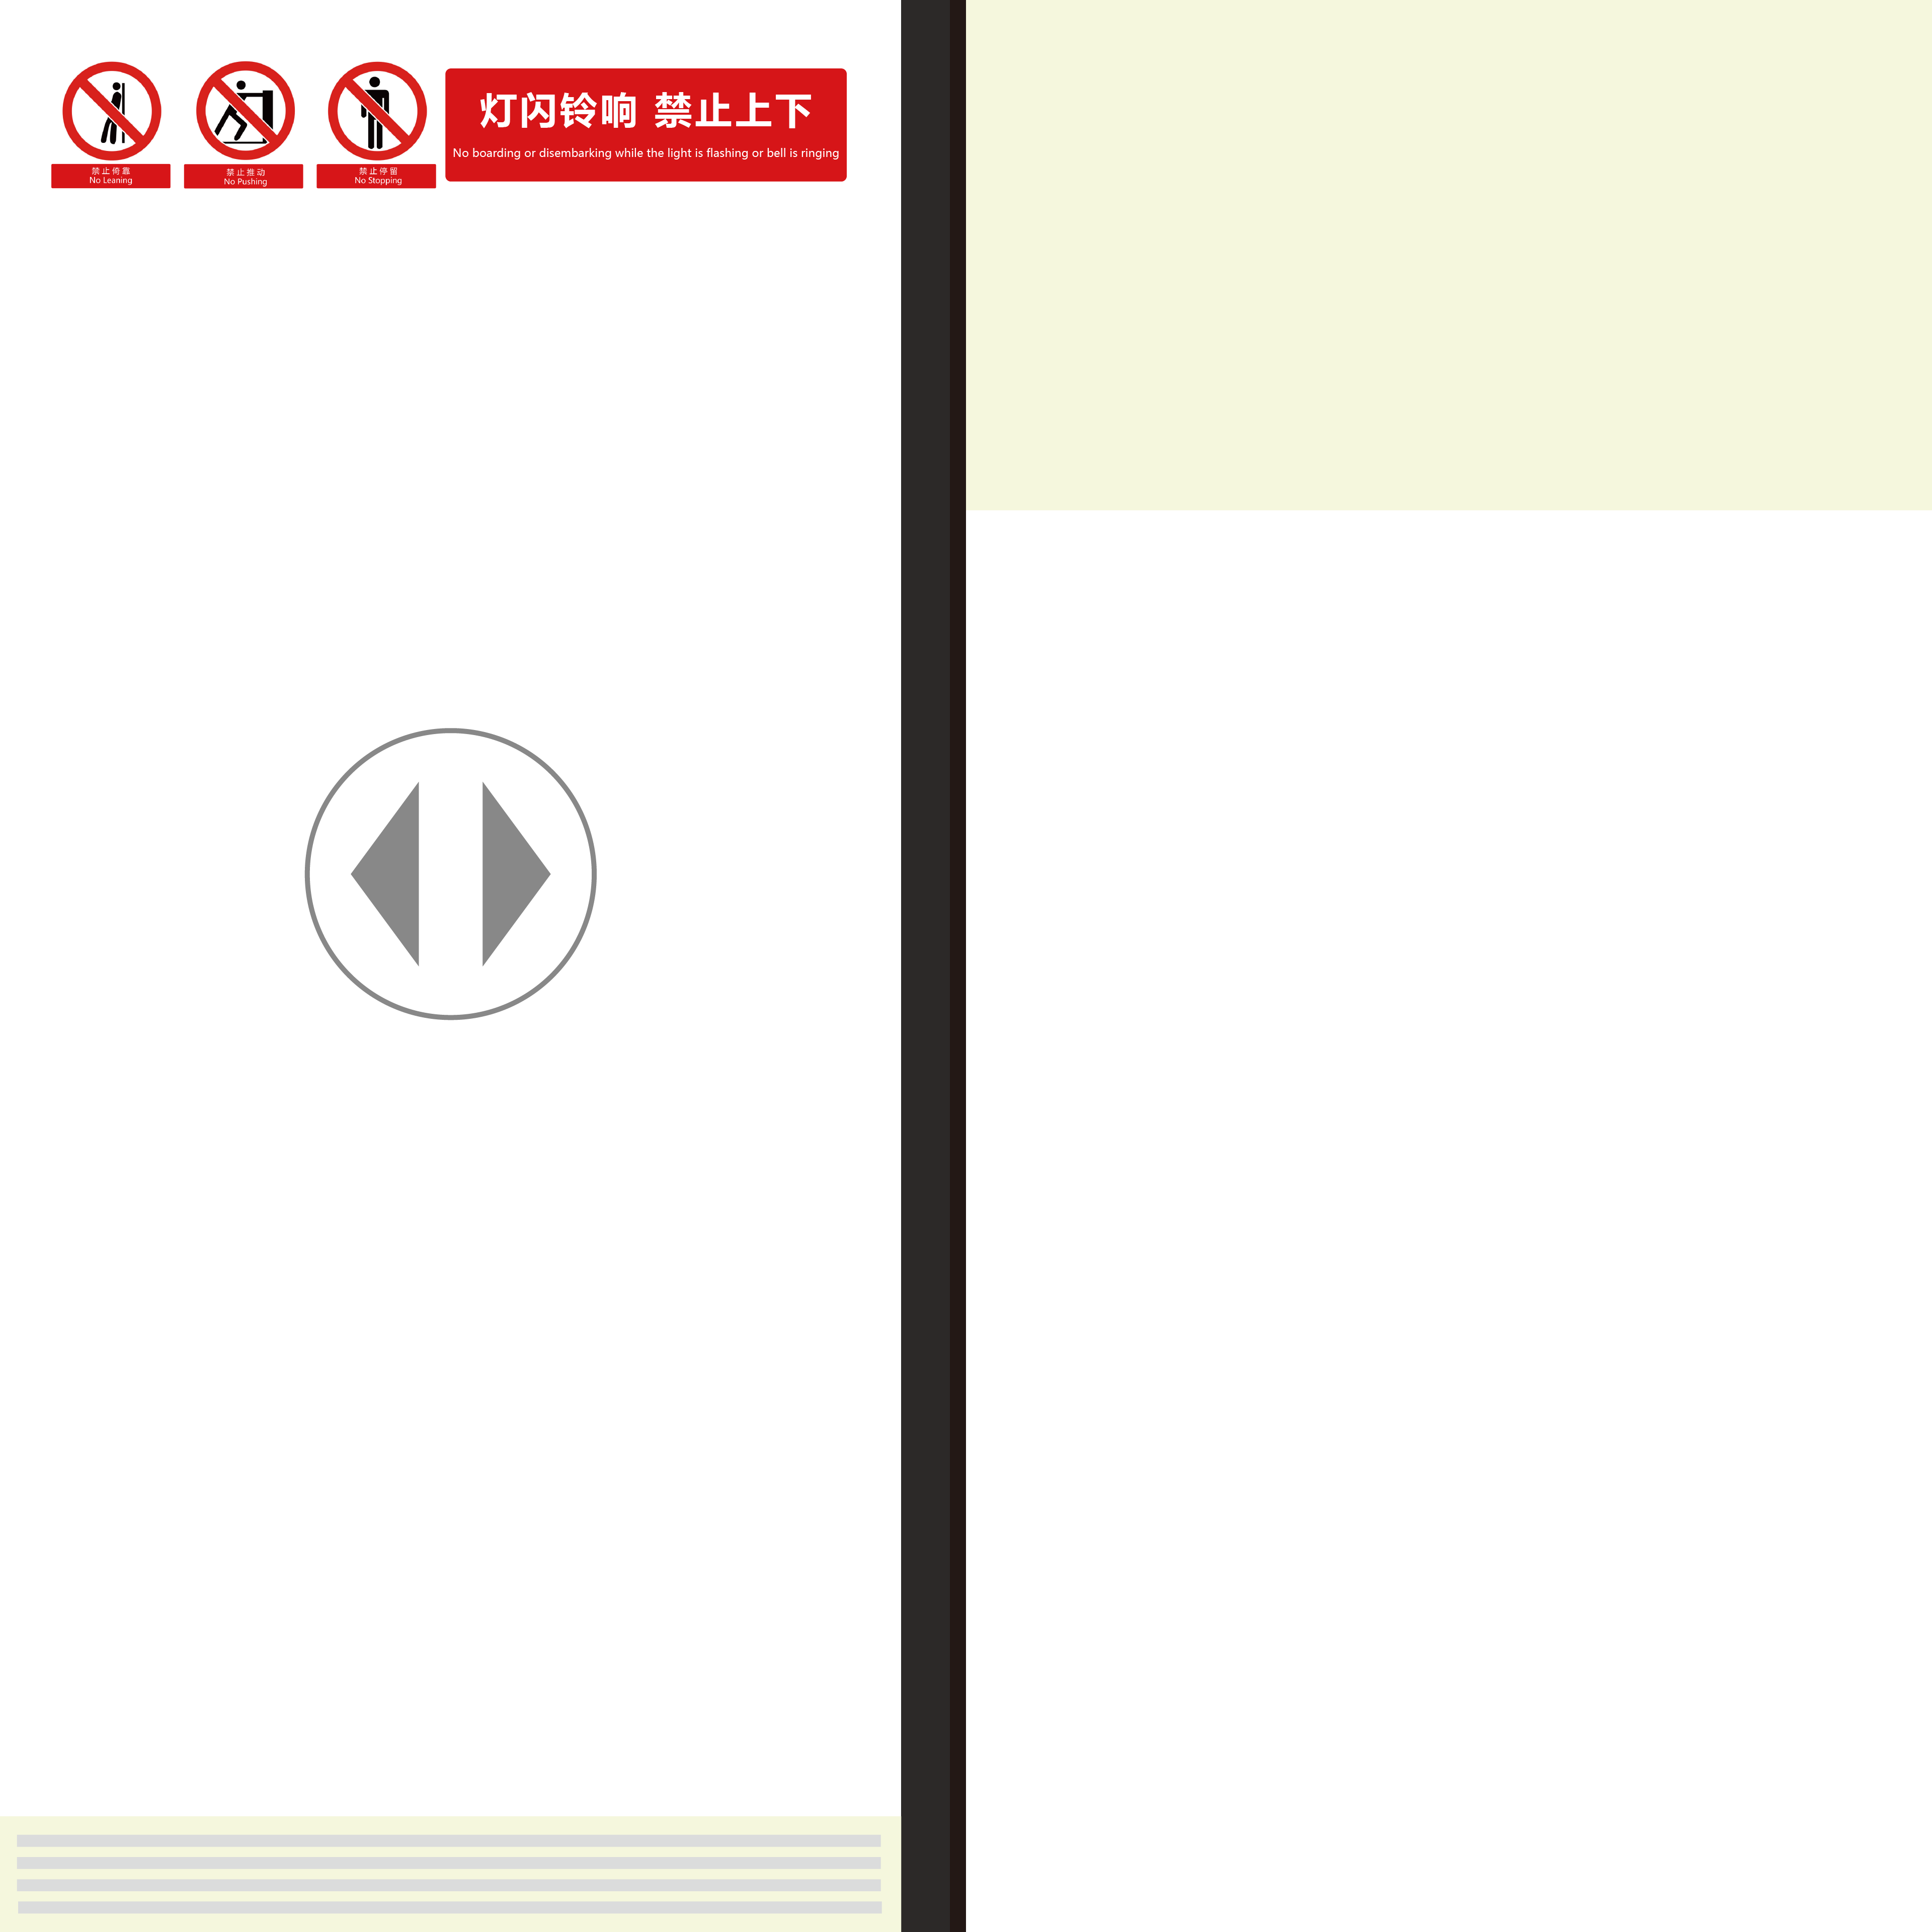 灯闪铃响 禁止上下
No boarding or disembarking while the light is flashing or bell is ringing
禁止倚靠
No Leaning
禁止推动
No Pushing
禁止停留
No Stopping